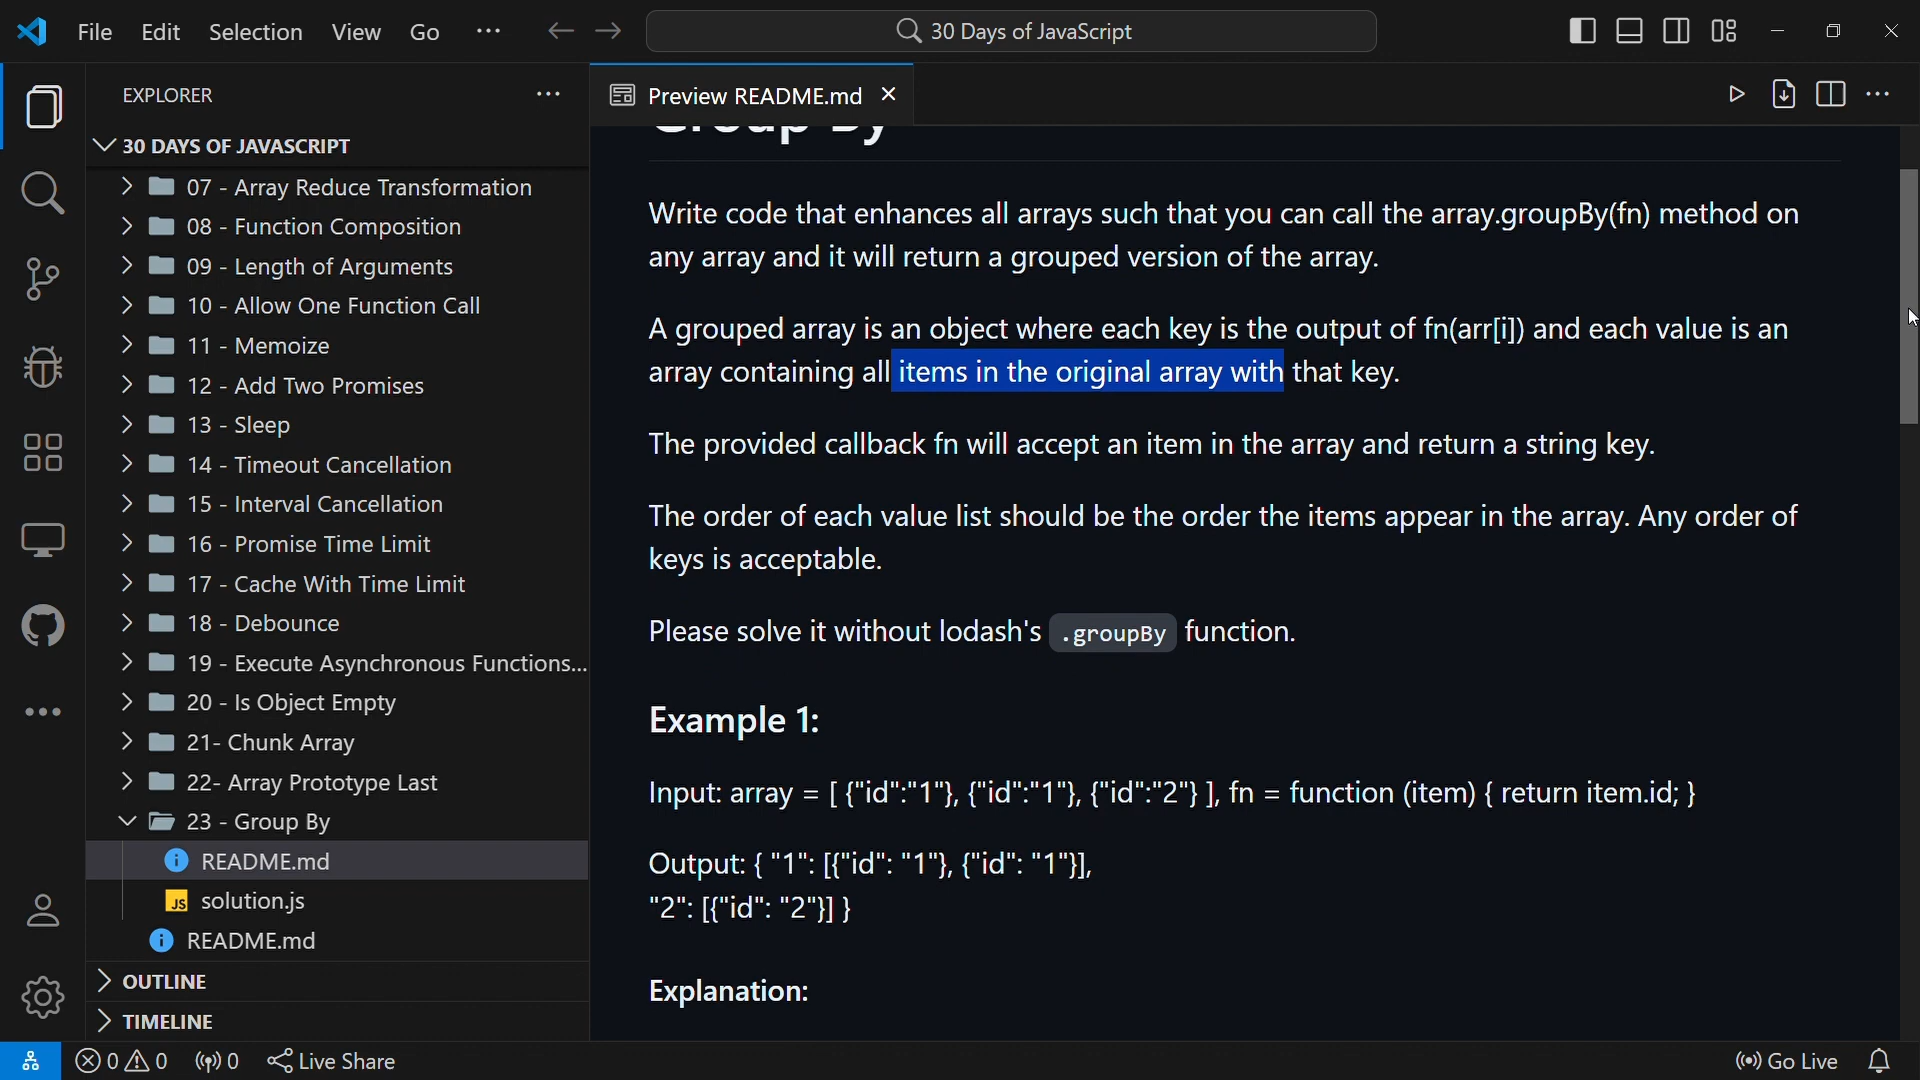 File Edit Selection View Go ··· 30 Days of JavaScript
EXPLORER ···
Preview README.md
30 DAYS OF JAVASCRIPT
07 - Array Reduce Transformation
08 - Function Composition
09 - Length of Arguments
10 - Allow One Function Call
11 - Memoize
12 - Add Two Promises
13 - Sleep
14 - Timeout Cancellation
15 - Interval Cancellation
16 - Promise Time Limit
17 - Cache With Time Limit
18 - Debounce
19 - Execute Asynchronous Functions...
20 - Is Object Empty
21- Chunk Array
22- Array Prototype Last
23 - Group By
README.md
JS solution.js
README.md
OUTLINE
TIMELINE
Group By
Write code that enhances all arrays such that you can call the array.groupBy(fn) method on
any array and it will return a grouped version of the array.
A grouped array is an object where each key is the output of fn(arr[i]) and each value is an
array containing all items in the original array with that key.
The provided callback fn will accept an item in the array and return a string key.
The order of each value list should be the order the items appear in the array. Any order of
keys is acceptable.
Please solve it without lodash's .groupBy function.
Example 1:
Input: array = [ {"id":"1"}, {"id":"1"}, {"id":"2"} ], fn = function (item) { return item.id; }
Output: { "1": [{"id": "1"}, {"id": "1"}],
"2": [{"id": "2"}] }
Explanation:
0 0 0 Live Share Go Live